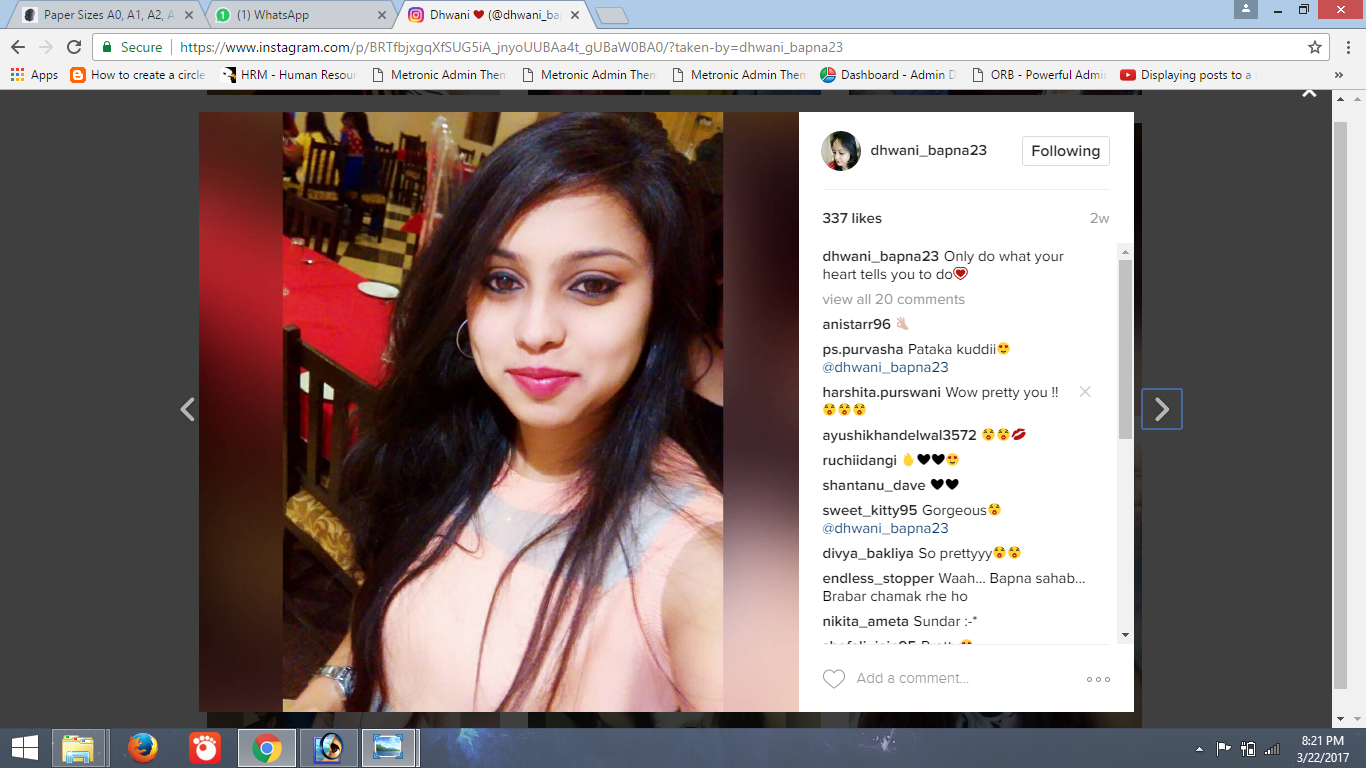 Paper Sizes A0, A1, A2, A
(1) WhatsApp
Dhwani ❤ (@dhwani_ba
Secure
https://www.instagram.com/p/BRTfbjxgqXfSUG5iA_jnyoUUBAa4t_gUBaW0BA0/?taken-by=dhwani_bapna23
Apps
How to create a circle
HRM - Human Resour
Metronic Admin Them
Metronic Admin Them
Metronic Admin Them
Dashboard - Admin D
ORB - Powerful Admin
Displaying posts to a
»
dhwani_bapna23
Following
337 likes
2w
dhwani_bapna23 Only do what your
heart tells you to do💟
view all 20 comments
anistarr96 👌🏻
ps.purvasha Pataka kuddii😍
@dhwani_bapna23
harshita.purswani Wow pretty you !!
😵😵😵
ayushikhandelwal3572 😵😵💋
ruchiidangi 👌🖤🖤😍
shantanu_dave 🖤🖤
sweet_kitty95 Gorgeous😵
@dhwani_bapna23
divya_bakliya So prettyyy😵😵
endless_stopper Waah... Bapna sahab...
Brabar chamak rhe ho
nikita_ameta Sundar :-*
Add a comment...
8:21 PM
3/22/2017